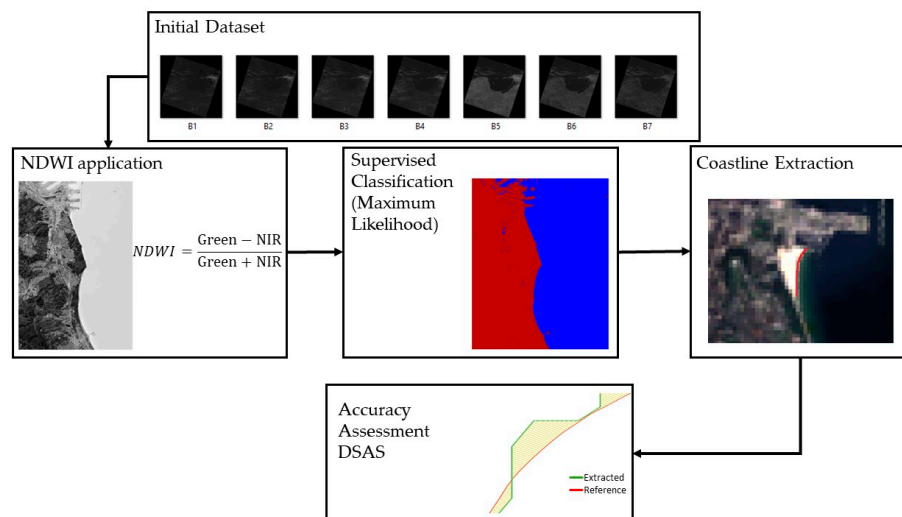 Initial Dataset
B1 B2 B3 B4 B5 B6 B7
NDWI application
NDWI = (Green − NIR) / (Green + NIR)
Supervised
Classification
(Maximum
Likelihood)
Coastline Extraction
Accuracy
Assessment
DSAS
Extracted
Reference